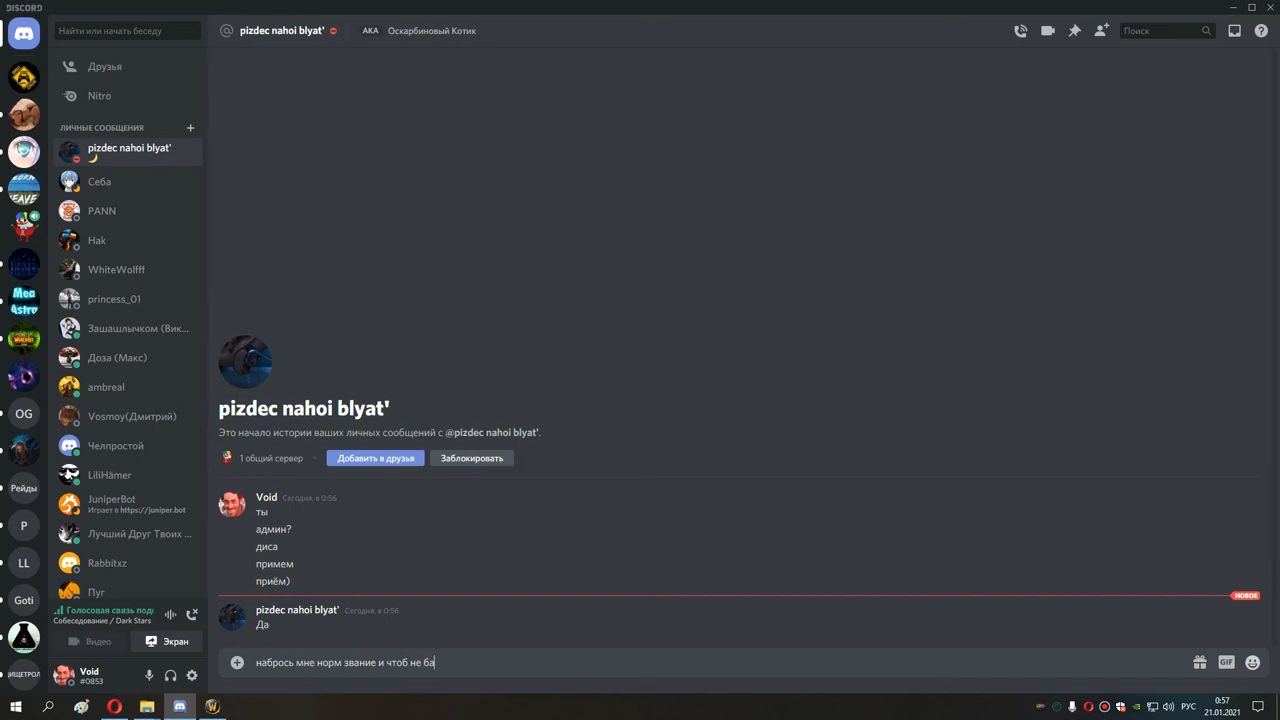 DISCORD
Найти или начать беседу
@ pizdec nahoi blyat' AKA Оскарбиновый Котик
Поиск
Друзья
Nitro
ЛИЧНЫЕ СООБЩЕНИЯ +
pizdec nahoi blyat'
Себа
PANN
Hak
WhiteWolfff
princess_01
Зашашлычком (Вик...
Доза (Макс)
ambreal
Vosmoy(Дмитрий)
Челпростой
LiliHämer
JuniperBot
Играет в https://juniper.bot
Лучший Друг Твоих ...
Rabbitxz
Пуг
Mea
Astra
OG
Рейды
P
LL
Goti
ИЩЕТРОЛ
Голосовая связь под
Собеседование / Dark Stars
Видео
Экран
Void
#0853
pizdec nahoi blyat'
Это начало истории ваших личных сообщений с @pizdec nahoi blyat'.
1 общий сервер
Добавить в друзья
Заблокировать
Void Сегодня, в 0:56
ты
админ?
диса
примем
приём)
НОВОЕ
pizdec nahoi blyat' Сегодня, в 0:56
Да
набрось мне норм звание и чтоб не ба
GIF
РУС
0:57
21.01.2021